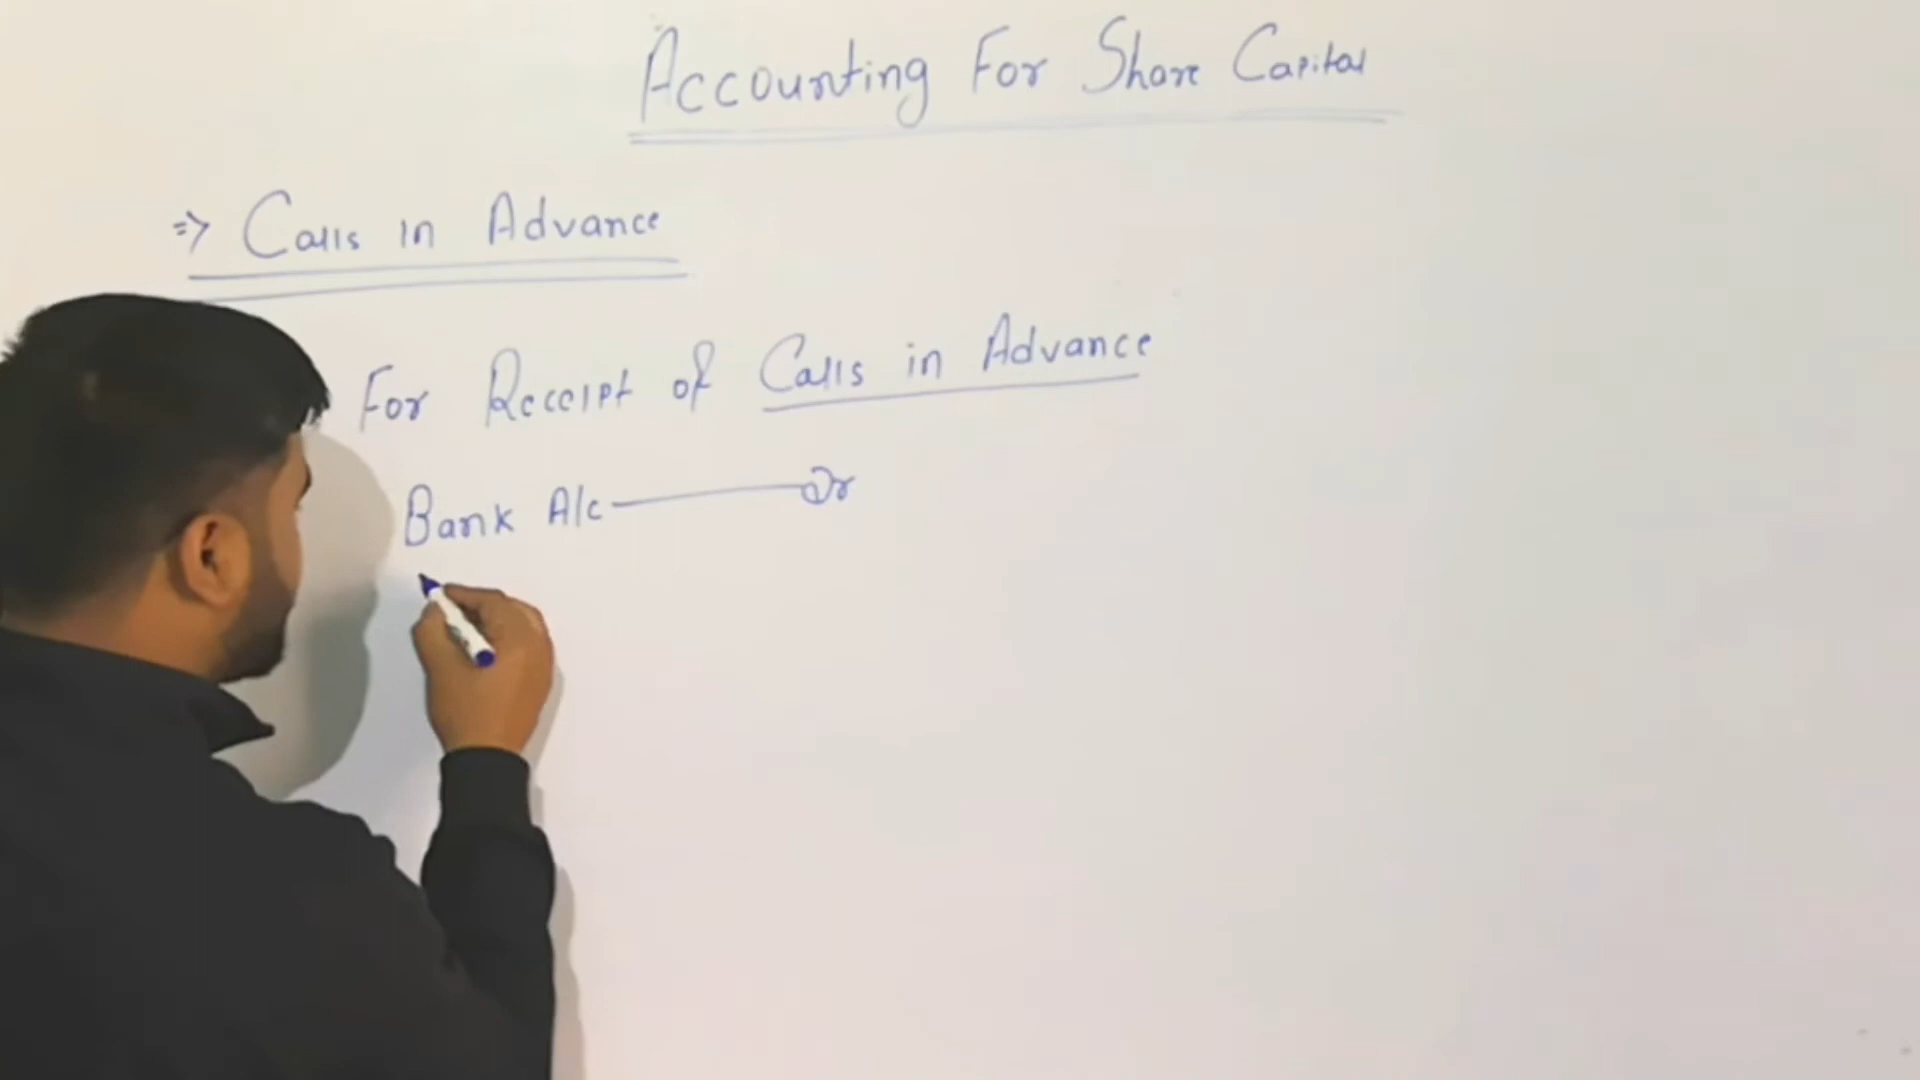 Accounting For Share Capital
⇒ Calls in Advance
For Receipt of Calls in Advance
Bank A/c ——— Dr